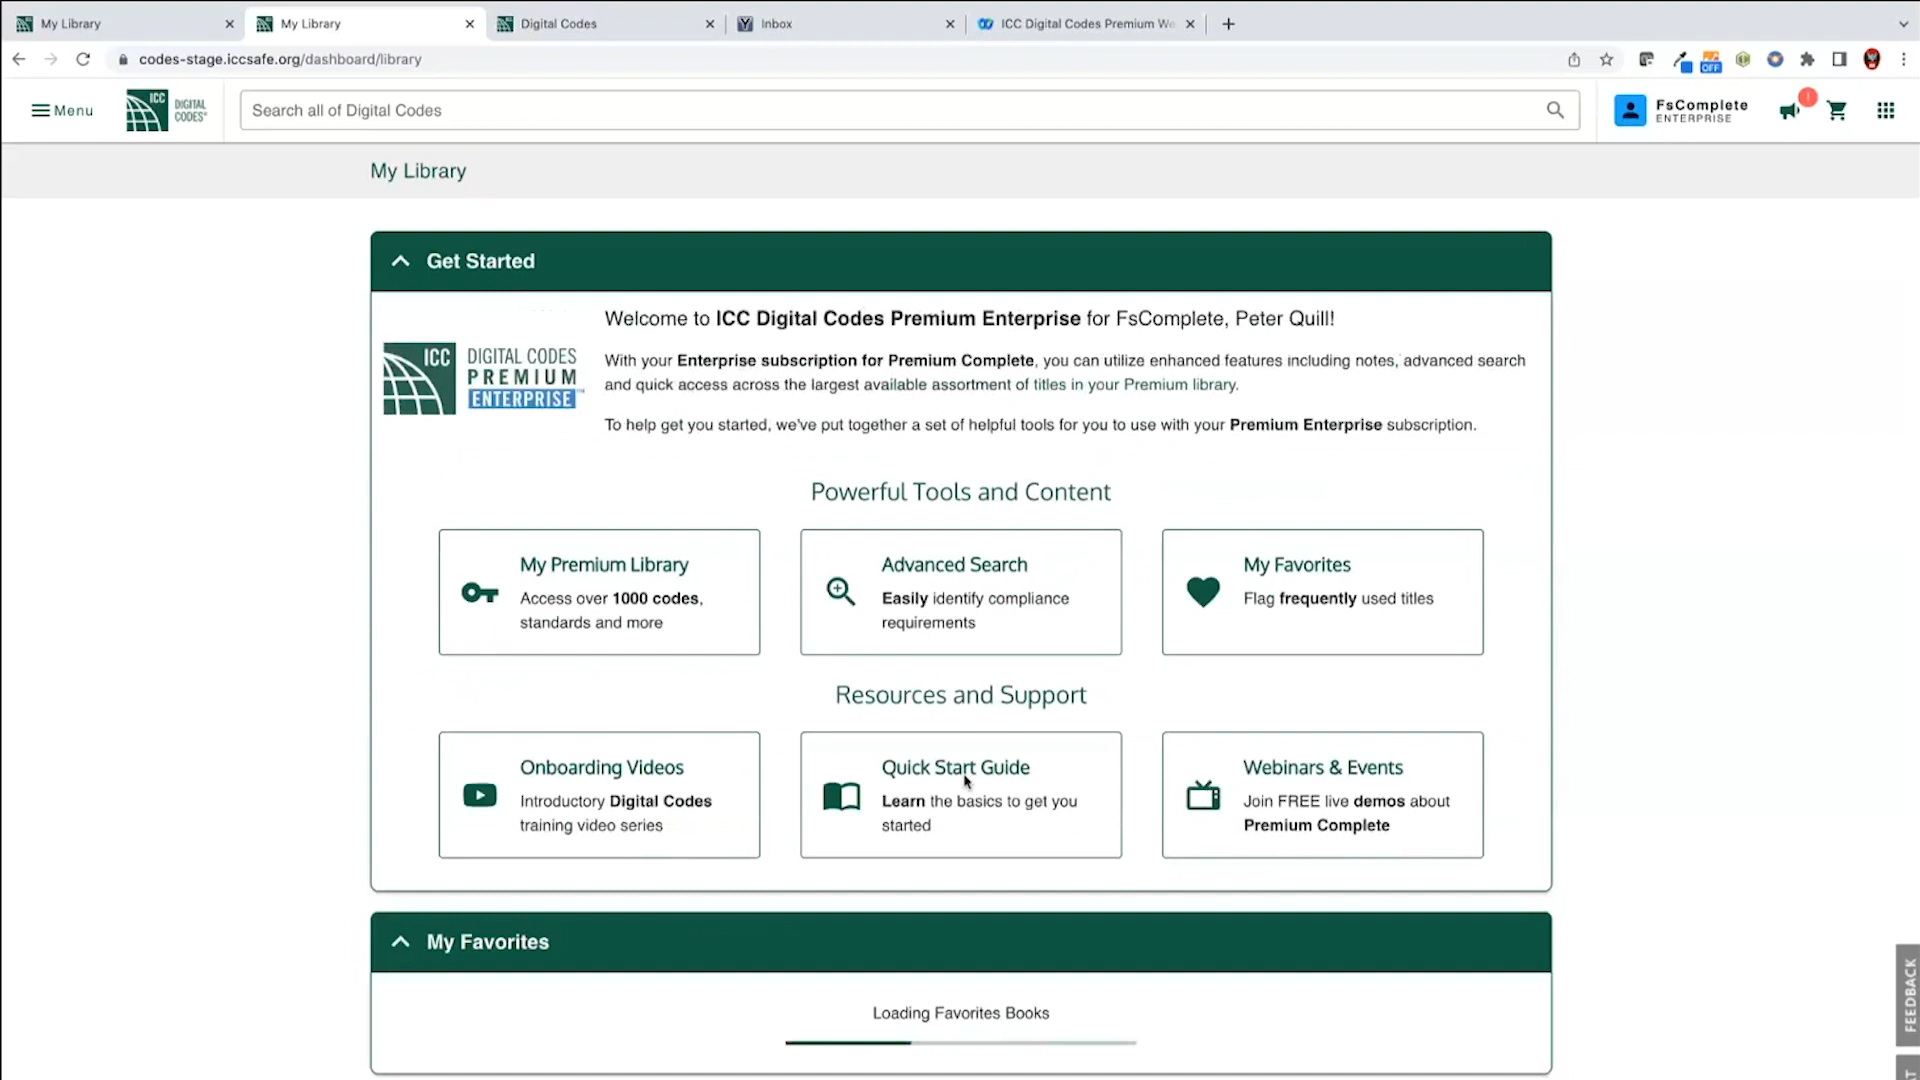 My Library
My Library
Digital Codes
Inbox
ICC Digital Codes Premium We
codes-stage.iccsafe.org/dashboard/library
OFF
Menu
ICC
DIGITAL
CODES®
Search all of Digital Codes
FsComplete
ENTERPRISE
My Library
Get Started
ICC
DIGITAL CODES
PREMIUM
ENTERPRISE™
Welcome to ICC Digital Codes Premium Enterprise for FsComplete, Peter Quill!
With your Enterprise subscription for Premium Complete, you can utilize enhanced features including notes, advanced search
and quick access across the largest available assortment of titles in your Premium library.
To help get you started, we've put together a set of helpful tools for you to use with your Premium Enterprise subscription.
Powerful Tools and Content
My Premium Library
Access over 1000 codes,
standards and more
Advanced Search
Easily identify compliance
requirements
My Favorites
Flag frequently used titles
Resources and Support
Onboarding Videos
Introductory Digital Codes
training video series
Quick Start Guide
Learn the basics to get you
started
Webinars & Events
Join FREE live demos about
Premium Complete
My Favorites
Loading Favorites Books
FEEDBACK